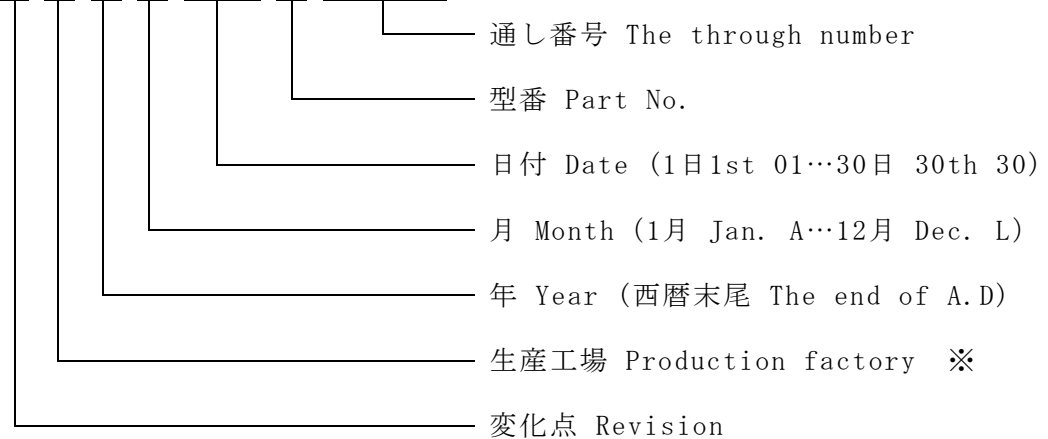 通し番号 The through number
型番 Part No.
日付 Date (1日1st 01…30日 30th 30)
月 Month (1月 Jan. A…12月 Dec. L)
年 Year (西暦末尾 The end of A.D)
生産工場 Production factory ※
変化点 Revision